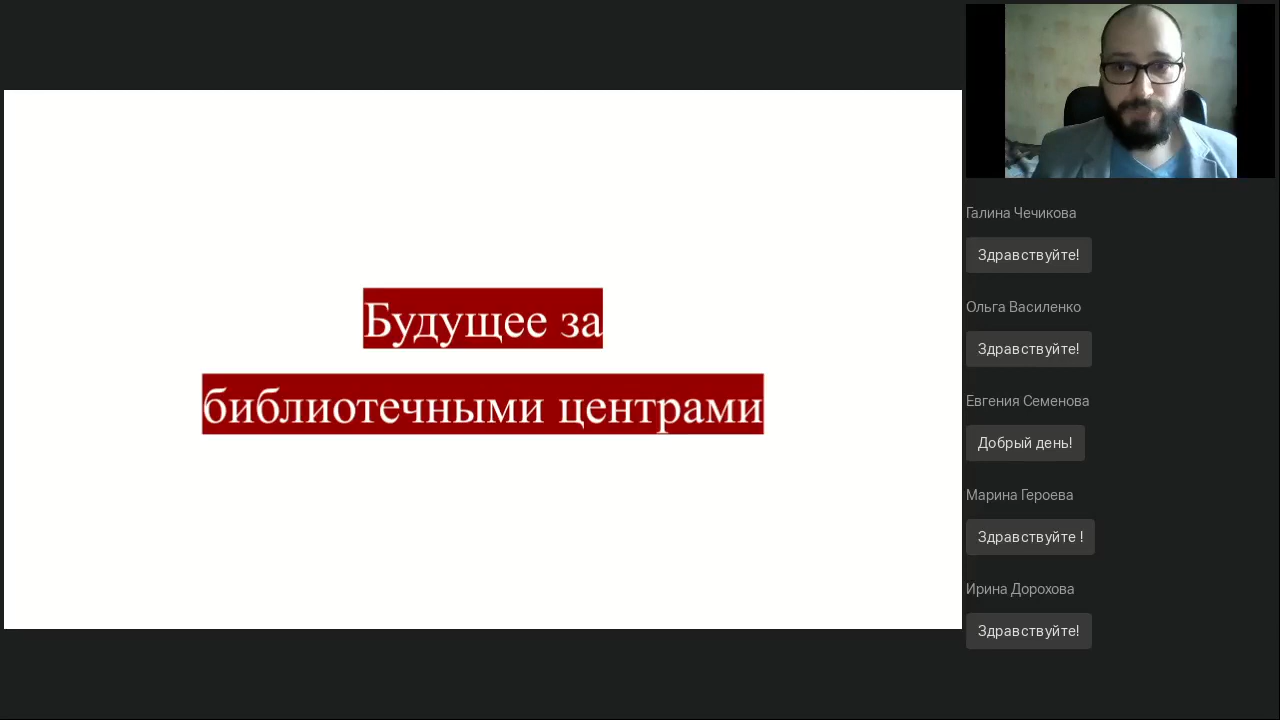 Будущее за
библиотечными центрами
Галина Чечикова
Здравствуйте!
Ольга Василенко
Здравствуйте!
Евгения Семенова
Добрый день!
Марина Героева
Здравствуйте !
Ирина Дорохова
Здравствуйте!